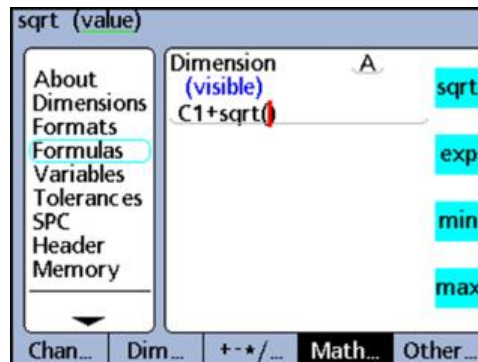 sqrt (value)
About
Dimensions
Formats
Formulas
Variables
Tolerances
SPC
Header
Memory
Dimension A
(visible)
C1+sqrt()
sqrt
exp
min
max
Chan... Dim... +-*/... Math... Other...